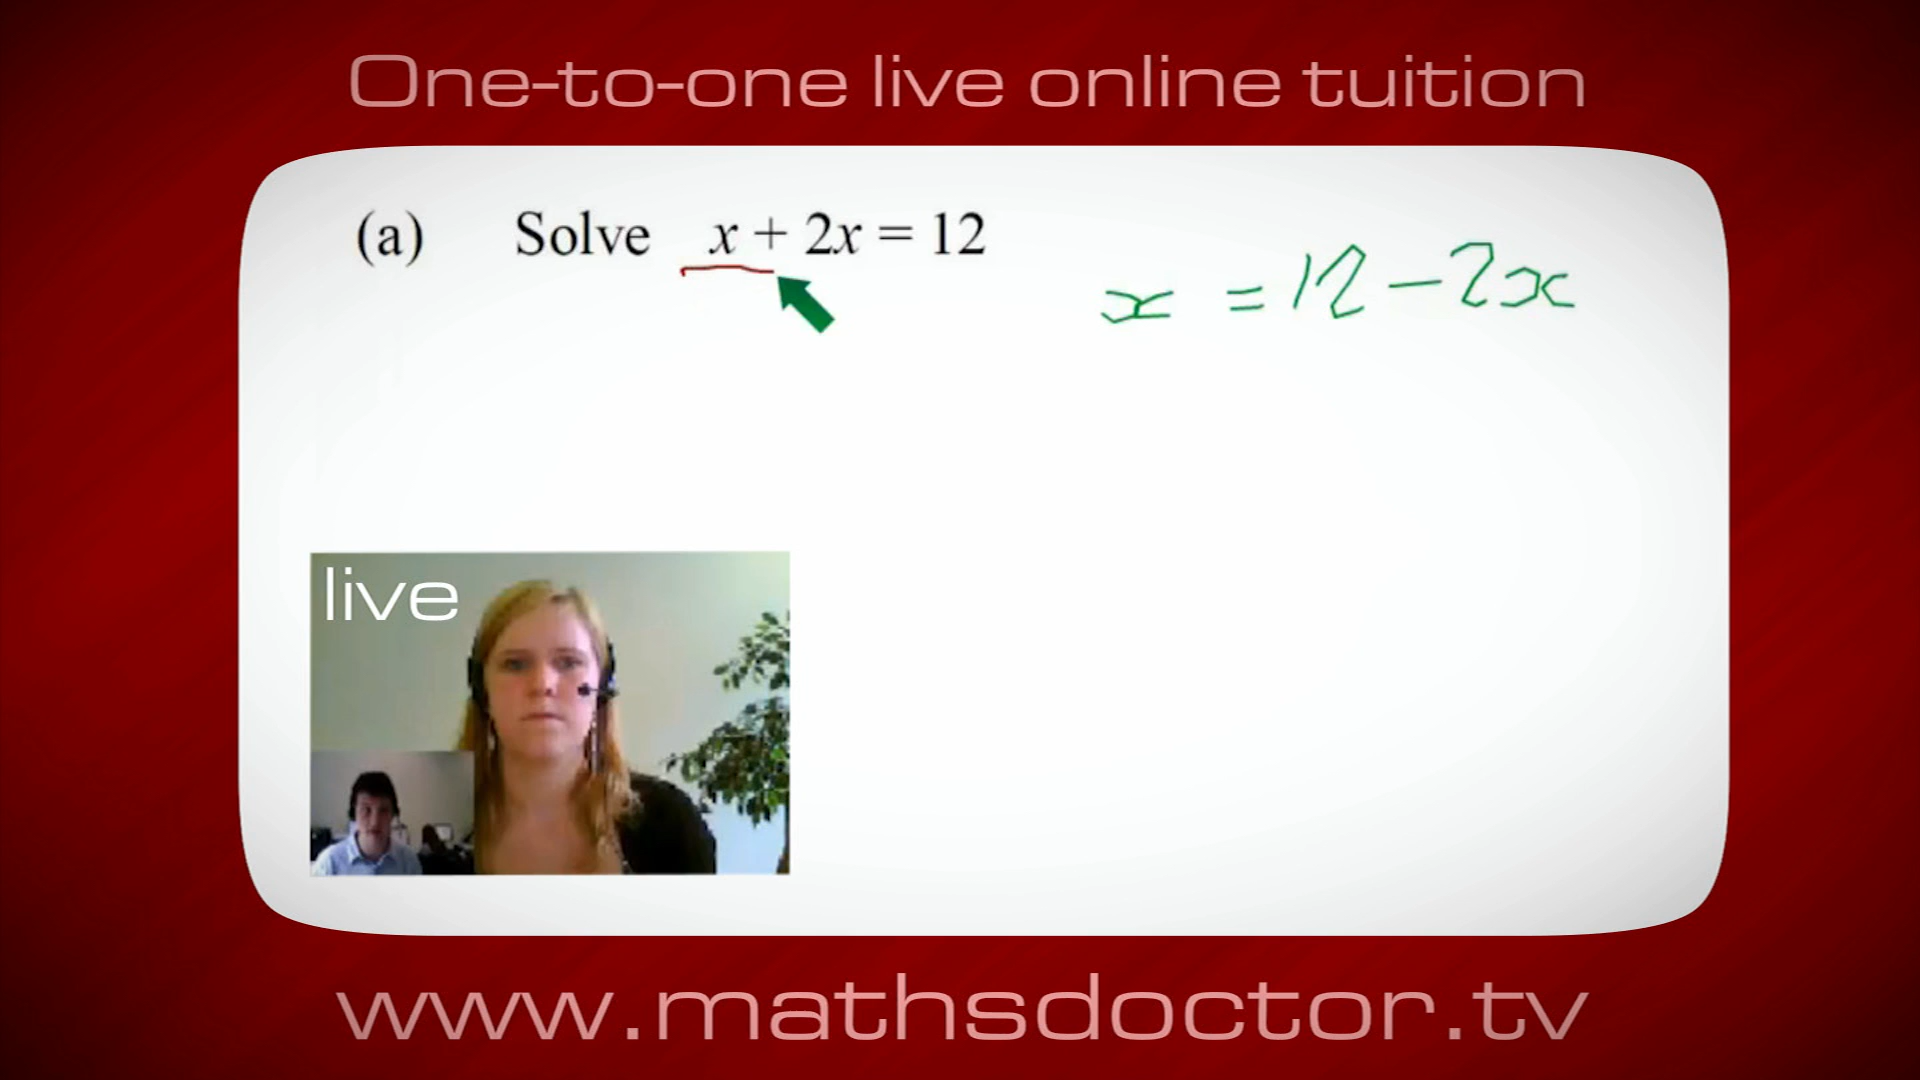 One-to-one live online tuition
(a) Solve x + 2x = 12
x = 12 - 2x
live
www.mathsdoctor.tv